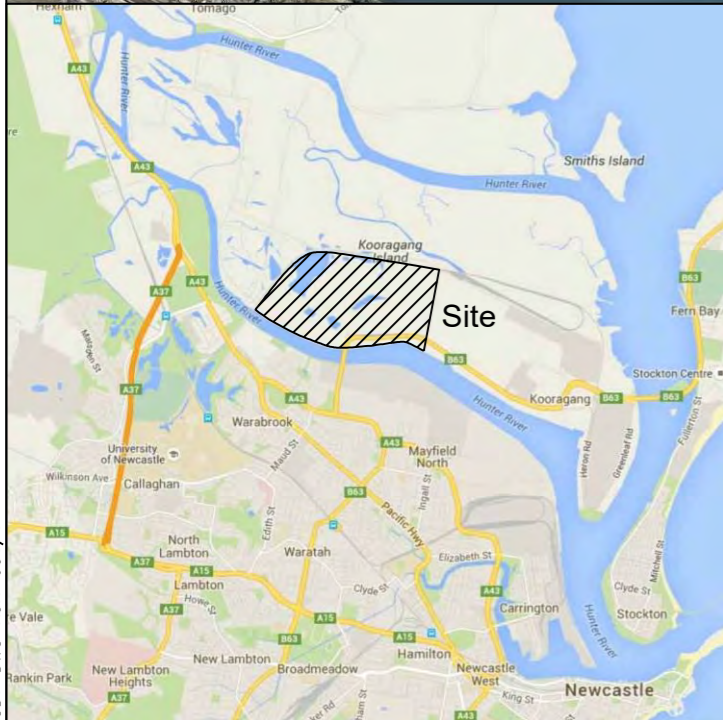 Hexham
Tomago
A43
Hunter River
A43
Smiths Island
Hunter River
Kooragang
Island
B63
A43
A37
Hunter River
Site
Fern Bay
B63
Maitland
A37
Stockton Centre
Kooragang
B63
B63
A43
Hunter River
Fullerton St
Warabrook
Heron Rd
Greenleaf Rd
University
of Newcastle
A43
Mayfield
North
Maud St
Wilkinson Ave
Callaghan
B63
Ingall St
Edith St
Pacific Hwy
A15
North
Lambton
Waratah
Elizabeth St
Mitchell St
A37
A15
Lambton
Clyde St
Clyde St
A43
A37
Howe St
Carrington
Stockton
re Vale
B63
A15
A15
Hunter River
New Lambton
Hamilton
Rankin Park
New Lambton
Heights
Broadmeadow
Newcastle
West
Newcastle
A37
King St
A43